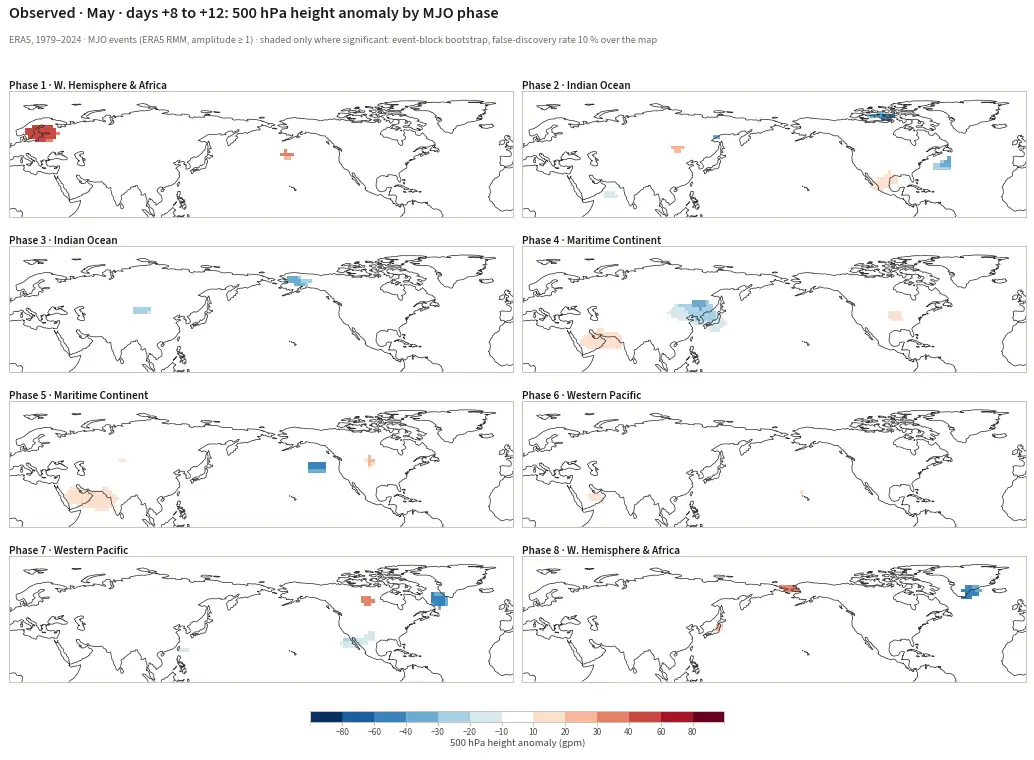 Observed · May · days +8 to +12: 500 hPa height anomaly by MJO phase
ERA5, 1979–2024 · MJO events (ERA5 RMM, amplitude ≥ 1) · shaded only where significant: event-block bootstrap, false-discovery rate 10 % over the map
Phase 1 · W. Hemisphere & Africa
Phase 2 · Indian Ocean
Phase 3 · Indian Ocean
Phase 4 · Maritime Continent
Phase 5 · Maritime Continent
Phase 6 · Western Pacific
Phase 7 · Western Pacific
Phase 8 · W. Hemisphere & Africa
−80 −60 −40 −30 −20 −10 10 20 30 40 60 80
500 hPa height anomaly (gpm)